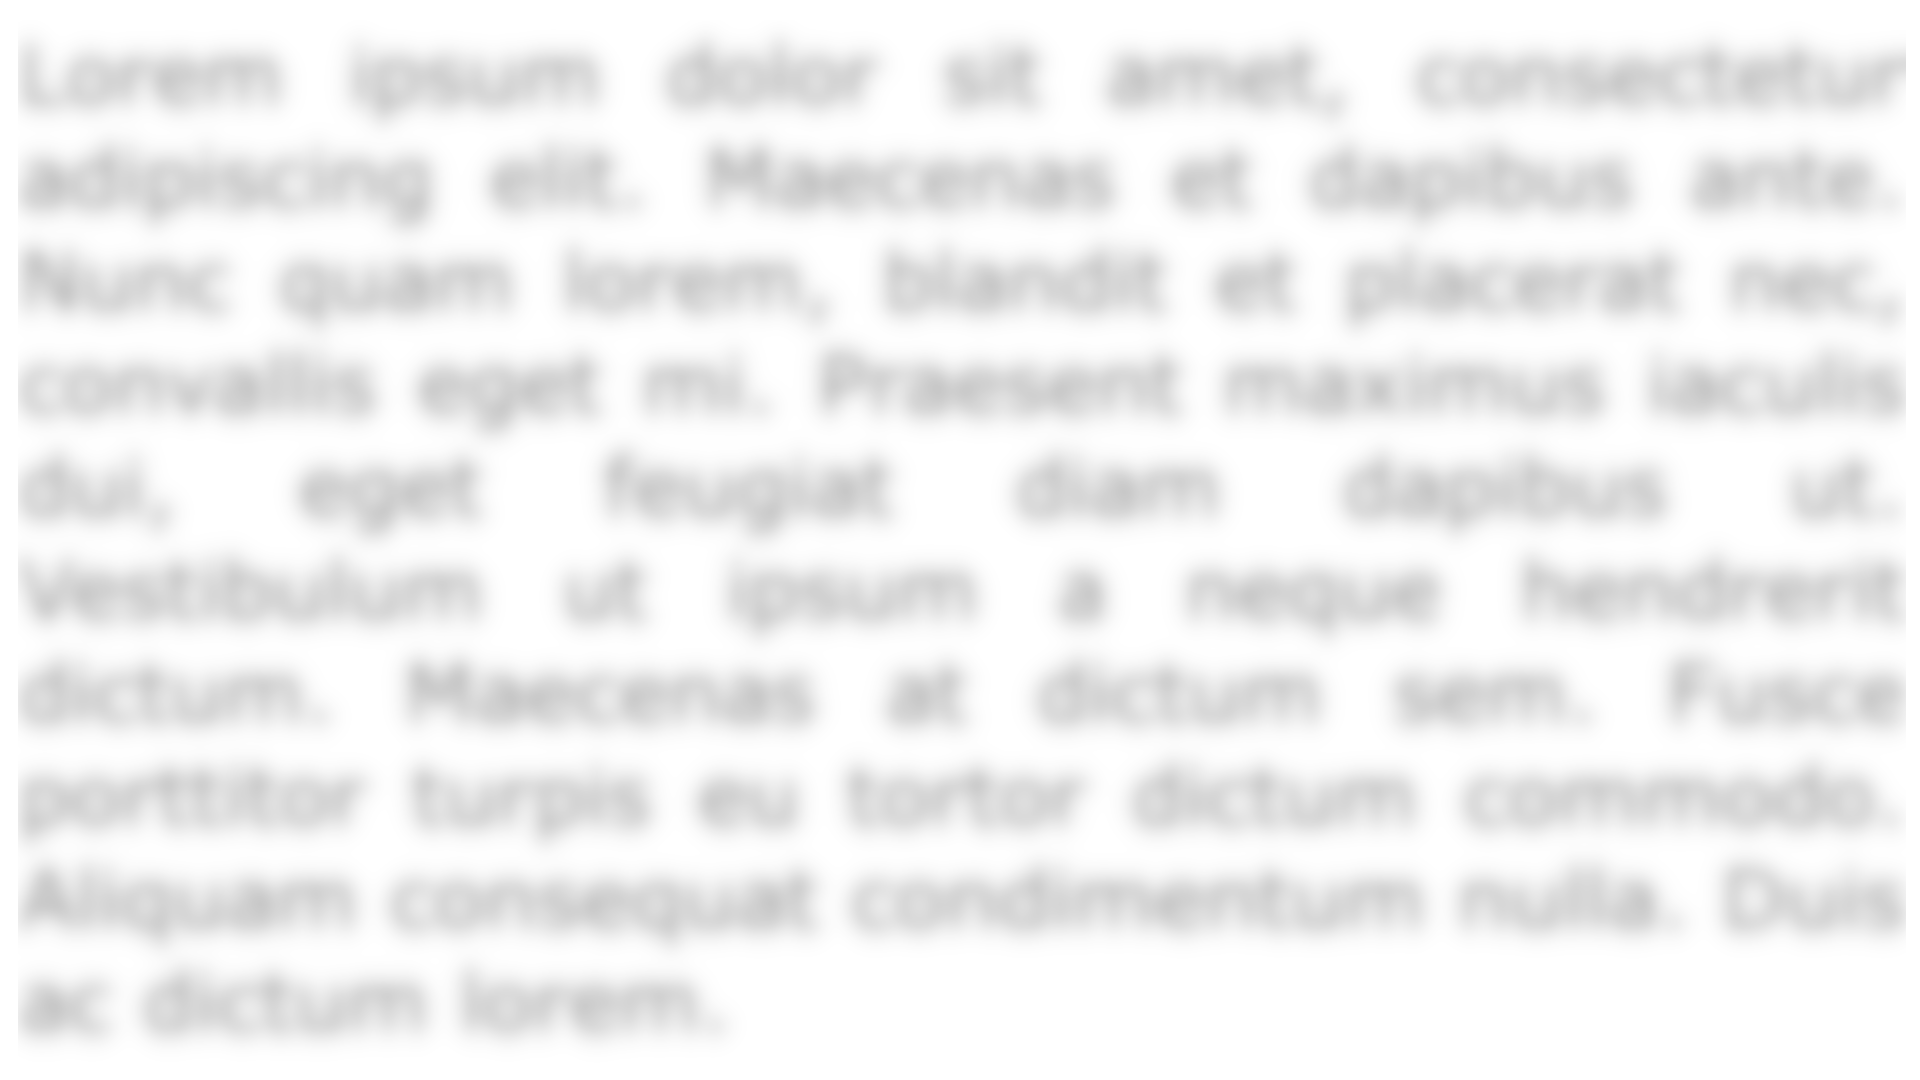 Lorem ipsum dolor sit amet, consectetur
adipiscing elit. Maecenas et dapibus ante.
Nunc quam lorem, blandit et placerat nec,
convallis eget mi. Praesent maximus iaculis
dui, eget feugiat diam dapibus ut.
Vestibulum ut ipsum a neque hendrerit
dictum. Maecenas at dictum sem. Fusce
porttitor turpis eu tortor dictum commodo.
Aliquam consequat condimentum nulla. Duis
ac dictum lorem.